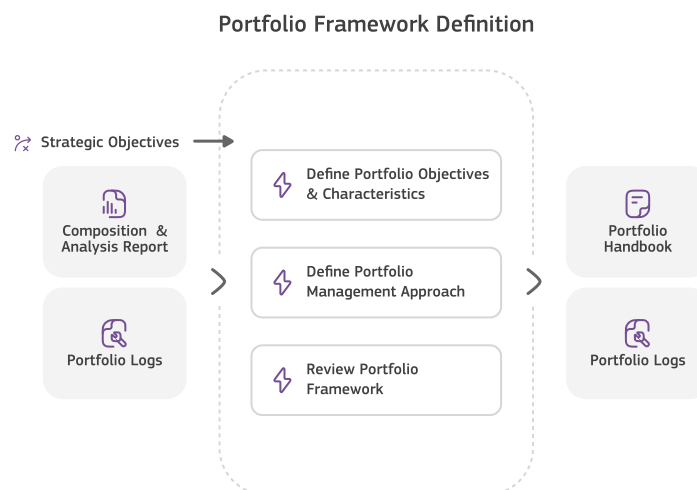 Portfolio Framework Definition
Strategic Objectives
Composition & 
Analysis Report
Portfolio Logs
Define Portfolio Objectives
& Characteristics
Define Portfolio
Management Approach
Review Portfolio
Framework
Portfolio
Handbook
Portfolio Logs